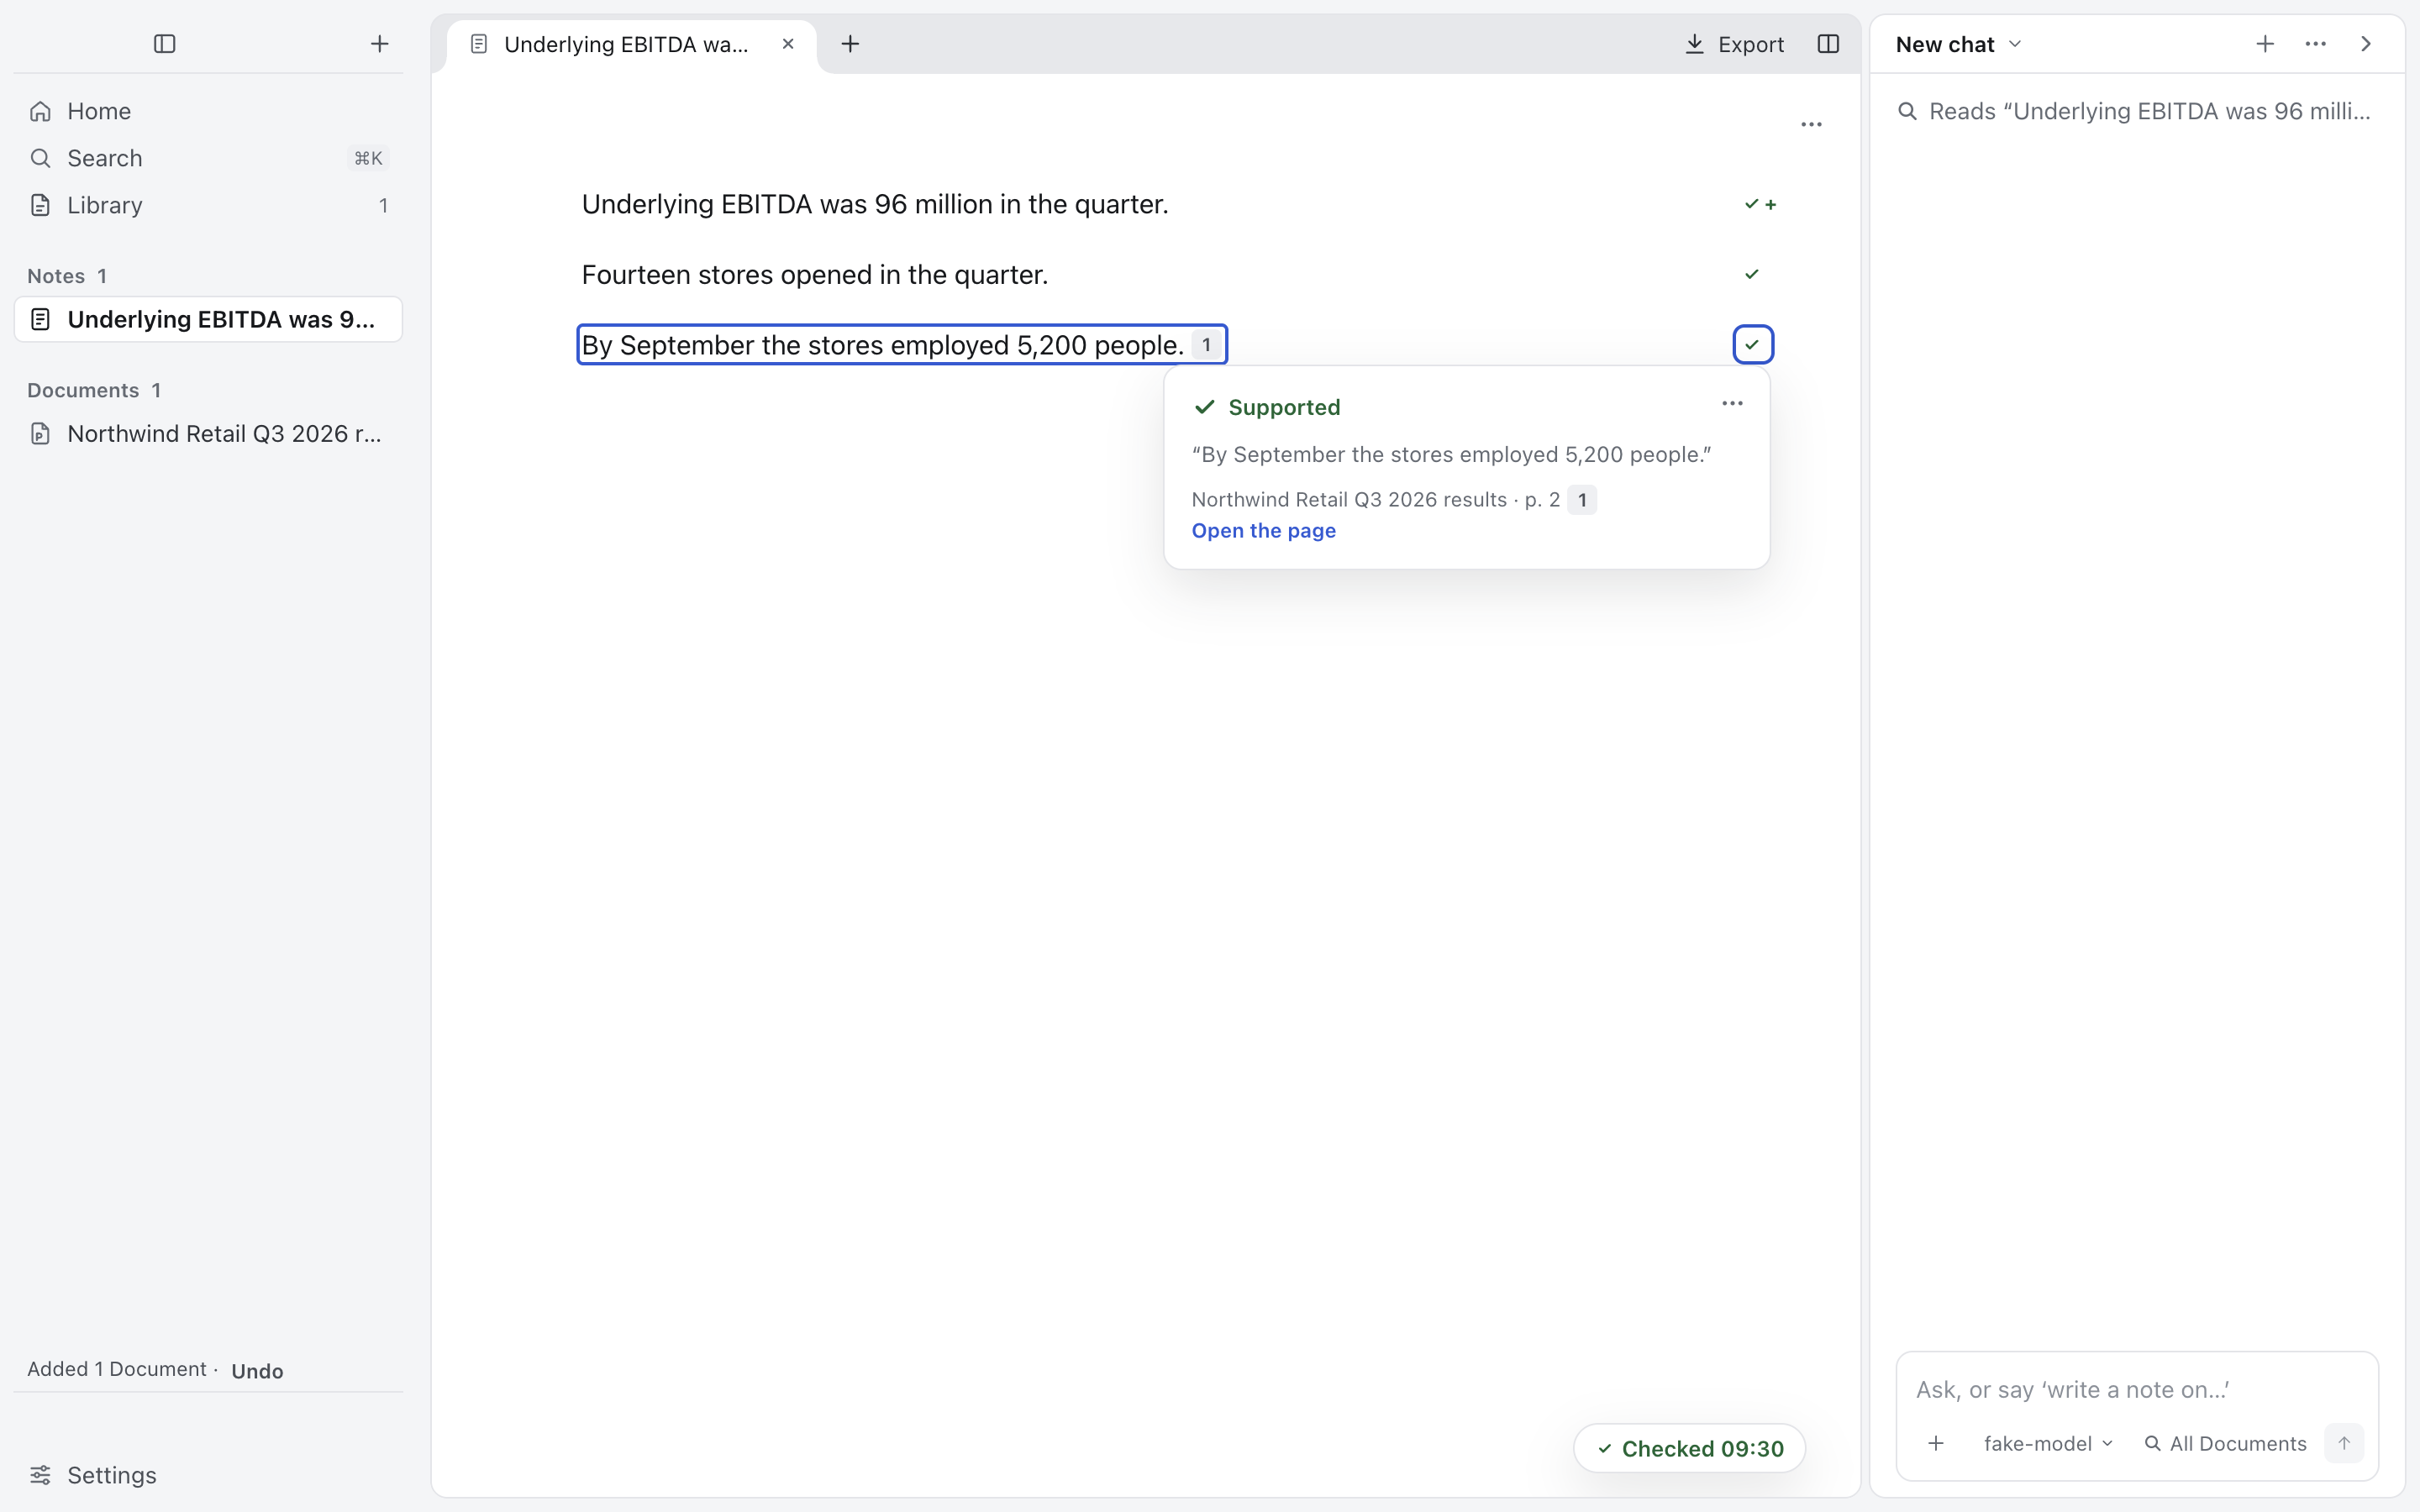 Home
Search ⌘K
Library 1
Notes 1
Underlying EBITDA was 9...
Documents 1
Northwind Retail Q3 2026 r...
Added 1 Document · Undo
Settings
Underlying EBITDA wa...
Export
Underlying EBITDA was 96 million in the quarter.
Fourteen stores opened in the quarter.
By September the stores employed 5,200 people. 1
Supported
“By September the stores employed 5,200 people.”
Northwind Retail Q3 2026 results · p. 2 1
Open the page
Checked 09:30
New chat
Reads “Underlying EBITDA was 96 milli...
Ask, or say ‘write a note on...’
fake-model All Documents